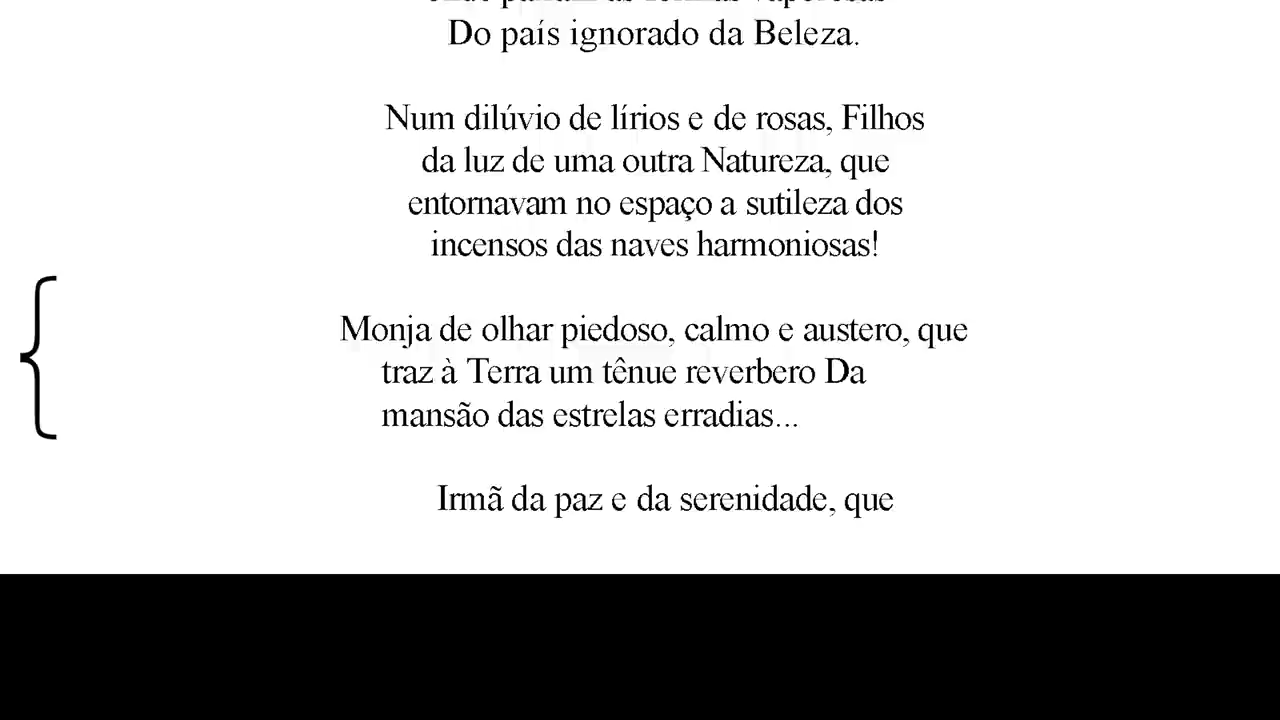 Do país ignorado da Beleza.
Num dilúvio de lírios e de rosas, Filhos
da luz de uma outra Natureza, que
entornavam no espaço a sutileza dos
incensos das naves harmoniosas!
Monja de olhar piedoso, calmo e austero, que
traz à Terra um tênue reverbero Da
mansão das estrelas erradias...
Irmã da paz e da serenidade, que